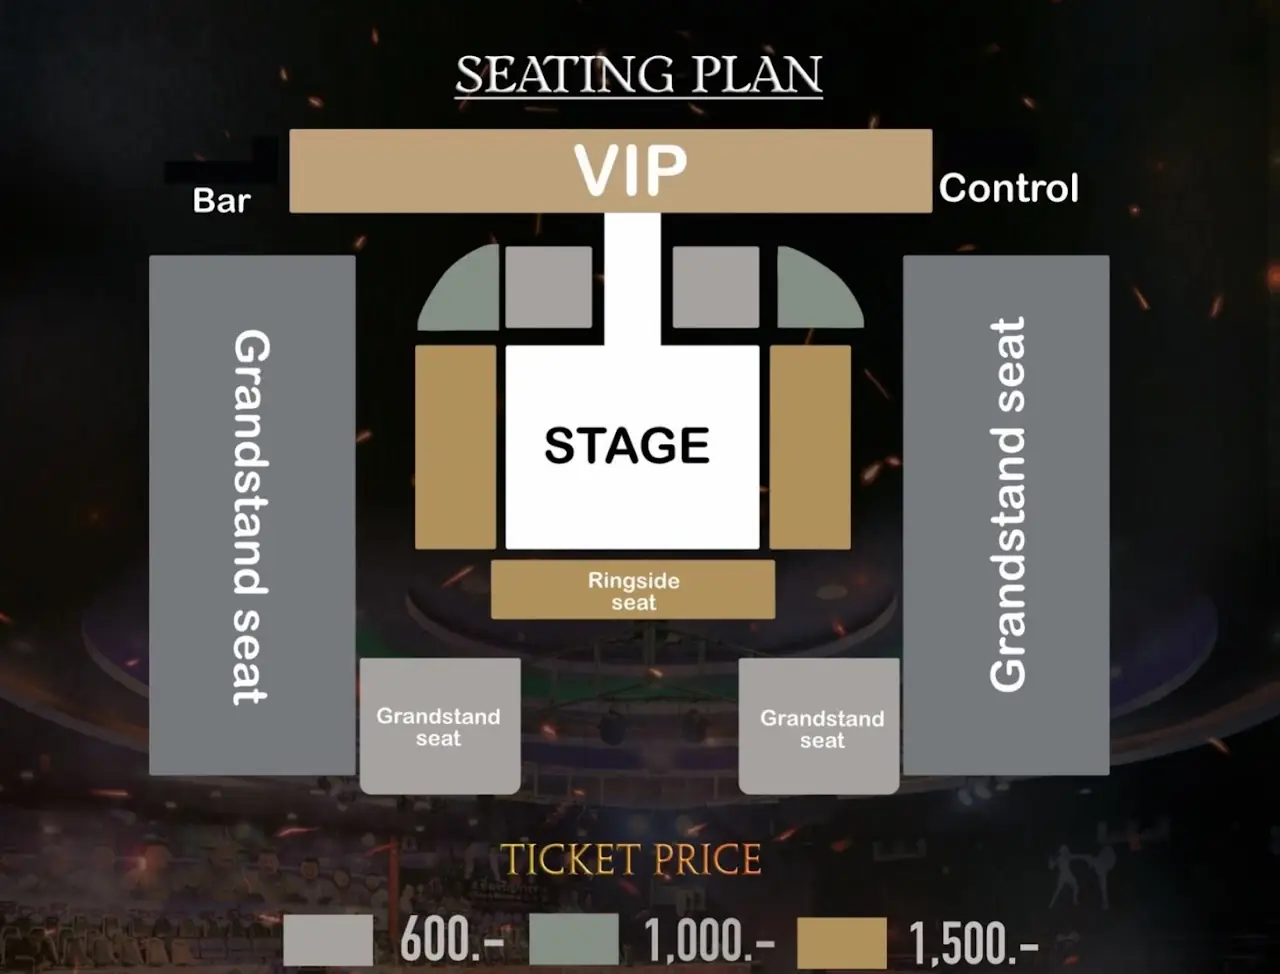 SEATING PLAN
VIP
Bar
Control
Grandstand seat
STAGE
Grandstand seat
Ringside
seat
Grandstand
seat
Grandstand
seat
TICKET PRICE
600.-
1,000.-
1,500.-